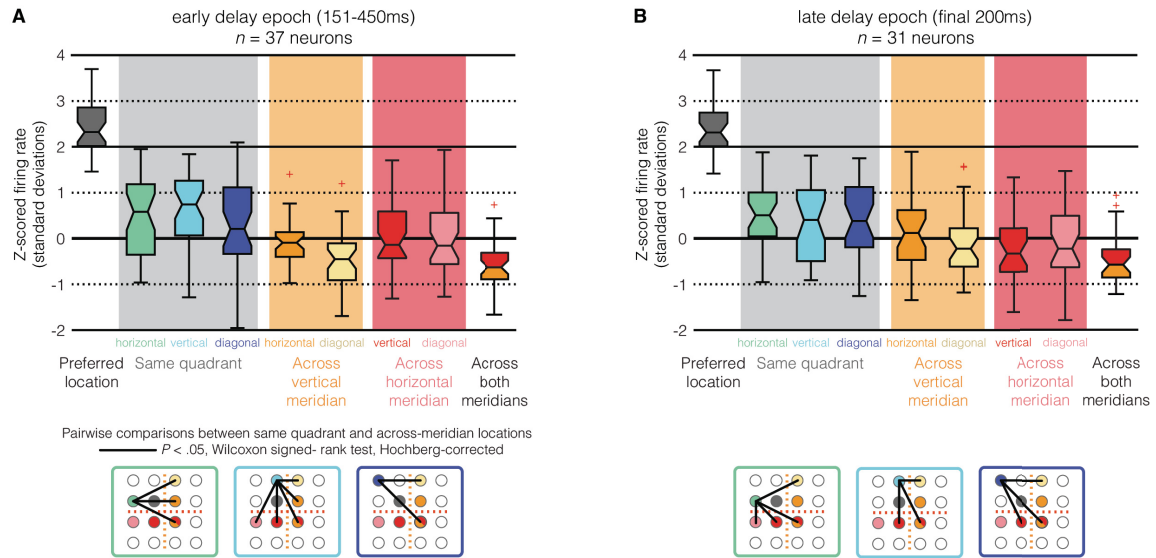 A
early delay epoch (151-450ms)
n = 37 neurons
Z-scored firing rate
(standard deviations)
4
3
2
1
0
-1
-2
horizontal vertical diagonal horizontal diagonal vertical diagonal
Preferred
location
Same quadrant
Across
vertical
meridian
Across
horizontal
meridian
Across
both
meridians
Pairwise comparisons between same quadrant and across-meridian locations
P < .05, Wilcoxon signed- rank test, Hochberg-corrected
B
late delay epoch (final 200ms)
n = 31 neurons
Z-scored firing rate
(standard deviations)
4
3
2
1
0
-1
-2
horizontal vertical diagonal horizontal diagonal vertical diagonal
Preferred
location
Same quadrant
Across
vertical
meridian
Across
horizontal
meridian
Across
both
meridians